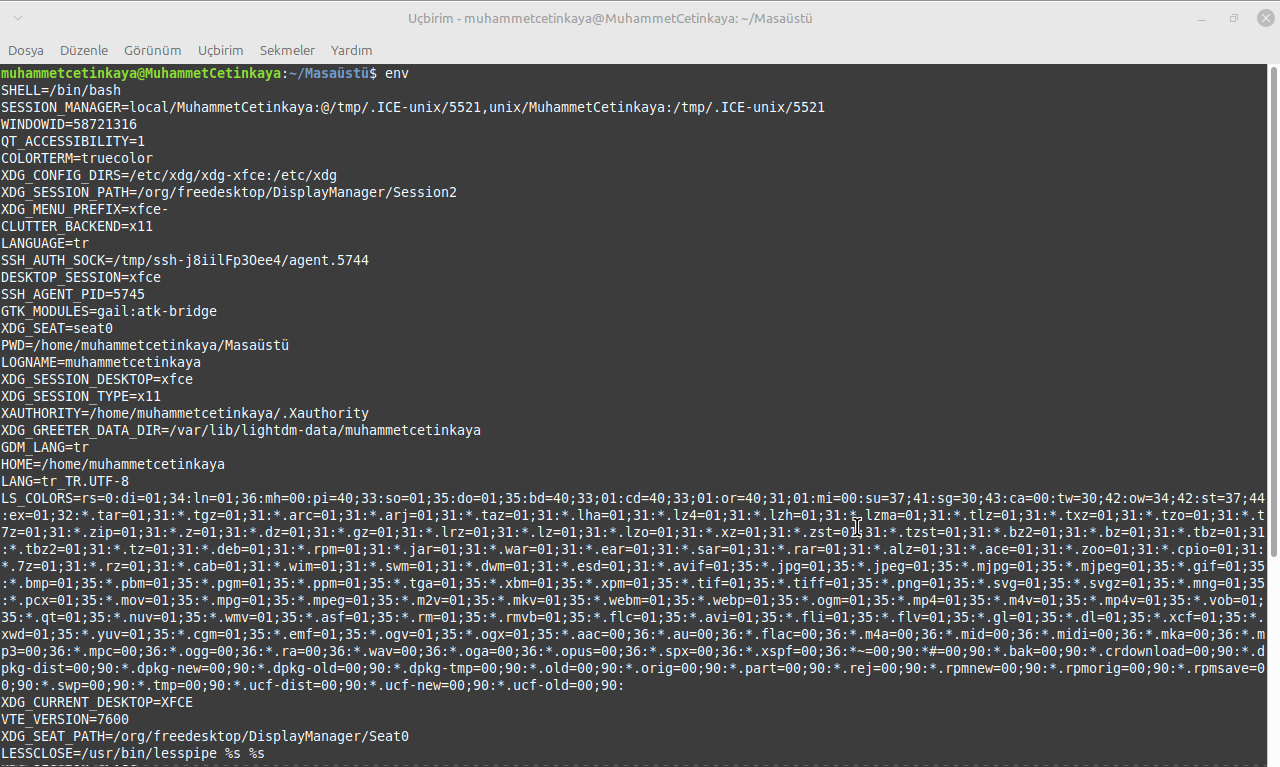 Uçbirim - muhammetcetinkaya@MuhammetCetinkaya: ~/Masaüstü
Dosya Düzenle Görünüm Uçbirim Sekmeler Yardım
muhammetcetinkaya@MuhammetCetinkaya:~/Masaüstü$ env
SHELL=/bin/bash
SESSION_MANAGER=local/MuhammetCetinkaya:@/tmp/.ICE-unix/5521,unix/MuhammetCetinkaya:/tmp/.ICE-unix/5521
WINDOWID=58721316
QT_ACCESSIBILITY=1
COLORTERM=truecolor
XDG_CONFIG_DIRS=/etc/xdg/xdg-xfce:/etc/xdg
XDG_SESSION_PATH=/org/freedesktop/DisplayManager/Session2
XDG_MENU_PREFIX=xfce-
CLUTTER_BACKEND=x11
LANGUAGE=tr
SSH_AUTH_SOCK=/tmp/ssh-j8iilFp3Oee4/agent.5744
DESKTOP_SESSION=xfce
SSH_AGENT_PID=5745
GTK_MODULES=gail:atk-bridge
XDG_SEAT=seat0
PWD=/home/muhammetcetinkaya/Masaüstü
LOGNAME=muhammetcetinkaya
XDG_SESSION_DESKTOP=xfce
XDG_SESSION_TYPE=x11
XAUTHORITY=/home/muhammetcetinkaya/.Xauthority
XDG_GREETER_DATA_DIR=/var/lib/lightdm-data/muhammetcetinkaya
GDM_LANG=tr
HOME=/home/muhammetcetinkaya
LANG=tr_TR.UTF-8
LS_COLORS=rs=0:di=01;34:ln=01;36:mh=00:pi=40;33:so=01;35:do=01;35:bd=40;33;01:cd=40;33;01:or=40;31;01:mi=00:su=37;41:sg=30;43:ca=00:tw=30;42:ow=34;42:st=37;44
:ex=01;32:*.tar=01;31:*.tgz=01;31:*.arc=01;31:*.arj=01;31:*.taz=01;31:*.lha=01;31:*.lz4=01;31:*.lzh=01;31:*.lzma=01;31:*.tlz=01;31:*.txz=01;31:*.tzo=01;31:*.t
7z=01;31:*.zip=01;31:*.z=01;31:*.dz=01;31:*.gz=01;31:*.lrz=01;31:*.lz=01;31:*.lzo=01;31:*.xz=01;31:*.zst=01;31:*.tzst=01;31:*.bz2=01;31:*.bz=01;31:*.tbz=01;31
:*.tbz2=01;31:*.tz=01;31:*.deb=01;31:*.rpm=01;31:*.jar=01;31:*.war=01;31:*.ear=01;31:*.sar=01;31:*.rar=01;31:*.alz=01;31:*.ace=01;31:*.zoo=01;31:*.cpio=01;31:
*.7z=01;31:*.rz=01;31:*.cab=01;31:*.wim=01;31:*.swm=01;31:*.dwm=01;31:*.esd=01;31:*.avif=01;35:*.jpg=01;35:*.jpeg=01;35:*.mjpg=01;35:*.mjpeg=01;35:*.gif=01;35
:*.bmp=01;35:*.pbm=01;35:*.pgm=01;35:*.ppm=01;35:*.tga=01;35:*.xbm=01;35:*.xpm=01;35:*.tif=01;35:*.tiff=01;35:*.png=01;35:*.svg=01;35:*.svgz=01;35:*.mng=01;35
:*.pcx=01;35:*.mov=01;35:*.mpg=01;35:*.mpeg=01;35:*.m2v=01;35:*.mkv=01;35:*.webm=01;35:*.webp=01;35:*.ogm=01;35:*.mp4=01;35:*.m4v=01;35:*.mp4v=01;35:*.vob=01;
35:*.qt=01;35:*.nuv=01;35:*.wmv=01;35:*.asf=01;35:*.rm=01;35:*.rmvb=01;35:*.flc=01;35:*.avi=01;35:*.fli=01;35:*.flv=01;35:*.gl=01;35:*.dl=01;35:*.xcf=01;35:*.
xwd=01;35:*.yuv=01;35:*.cgm=01;35:*.emf=01;35:*.ogv=01;35:*.ogx=01;35:*.aac=00;36:*.au=00;36:*.flac=00;36:*.m4a=00;36:*.mid=00;36:*.midi=00;36:*.mka=00;36:*.m
p3=00;36:*.mpc=00;36:*.ogg=00;36:*.ra=00;36:*.wav=00;36:*.oga=00;36:*.opus=00;36:*.spx=00;36:*.xspf=00;36:*~=00;90:*#=00;90:*.bak=00;90:*.crdownload=00;90:*.d
pkg-dist=00;90:*.dpkg-new=00;90:*.dpkg-old=00;90:*.dpkg-tmp=00;90:*.old=00;90:*.orig=00;90:*.part=00;90:*.rej=00;90:*.rpmnew=00;90:*.rpmorig=00;90:*.rpmsave=0
0;90:*.swp=00;90:*.tmp=00;90:*.ucf-dist=00;90:*.ucf-new=00;90:*.ucf-old=00;90:
XDG_CURRENT_DESKTOP=XFCE
VTE_VERSION=7600
XDG_SEAT_PATH=/org/freedesktop/DisplayManager/Seat0
LESSCLOSE=/usr/bin/lesspipe %s %s